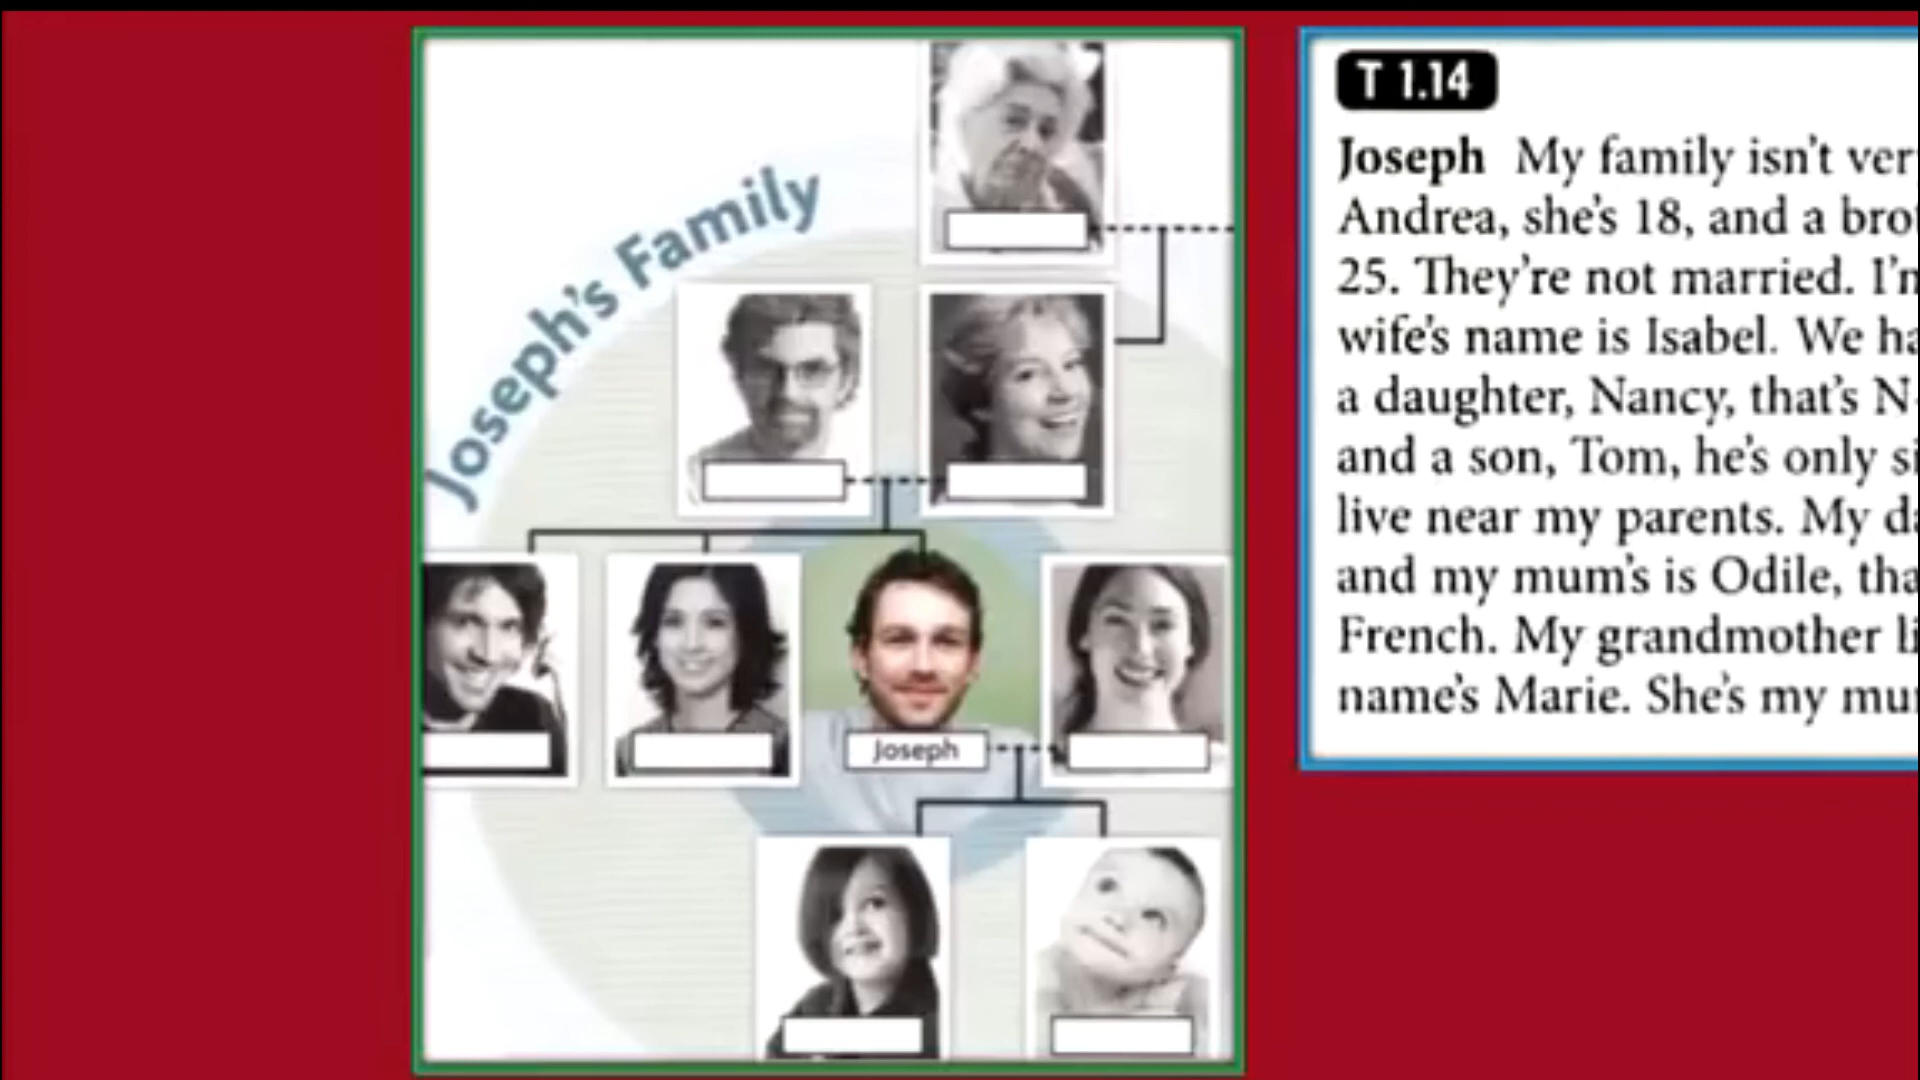 Joseph's Family
Joseph
T 1.14
Joseph My family isn't ver
Andrea, she's 18, and a bro
25. They're not married. I'm
wife's name is Isabel. We ha
a daughter, Nancy, that's N-
and a son, Tom, he's only si
live near my parents. My da
and my mum's is Odile, tha
French. My grandmother li
name's Marie. She's my mu